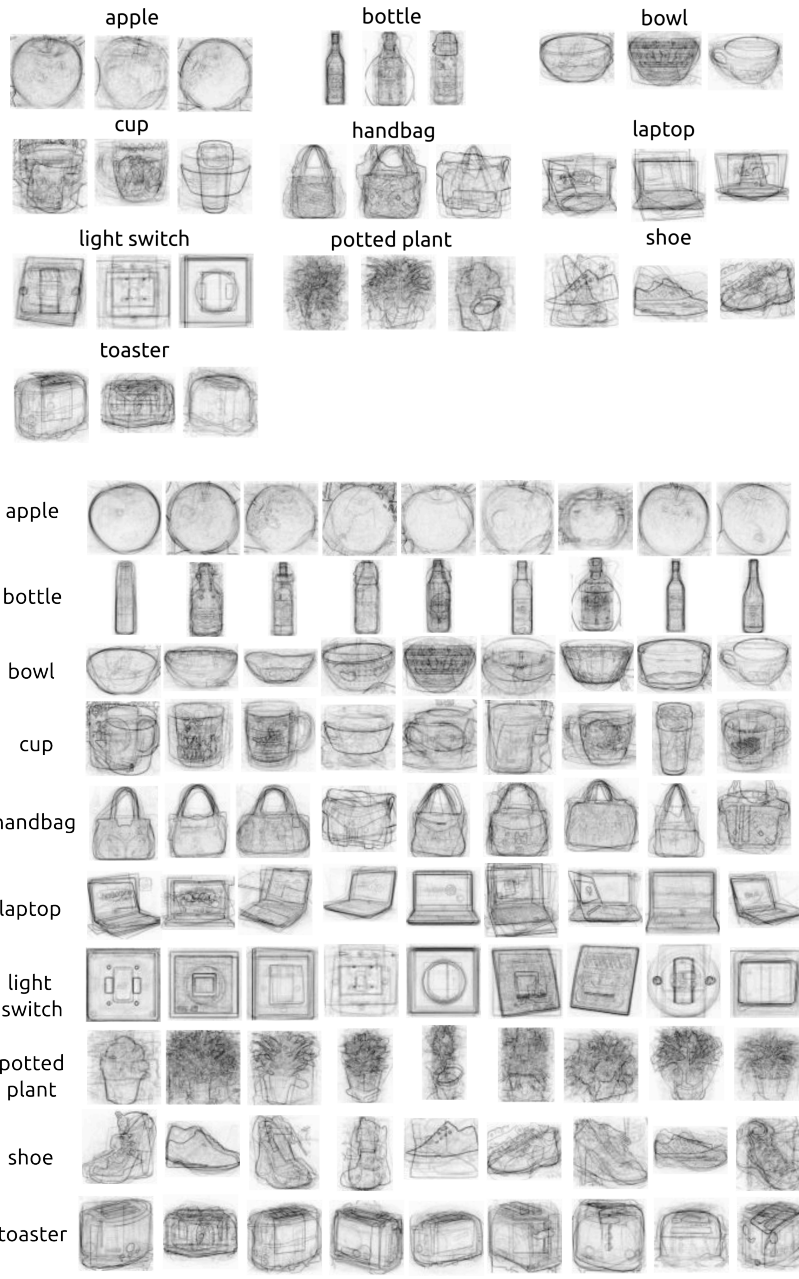 apple
bottle
bowl
cup
handbag
laptop
light switch
potted plant
shoe
toaster
apple
bottle
bowl
cup
handbag
laptop
light
switch
potted
plant
shoe
toaster